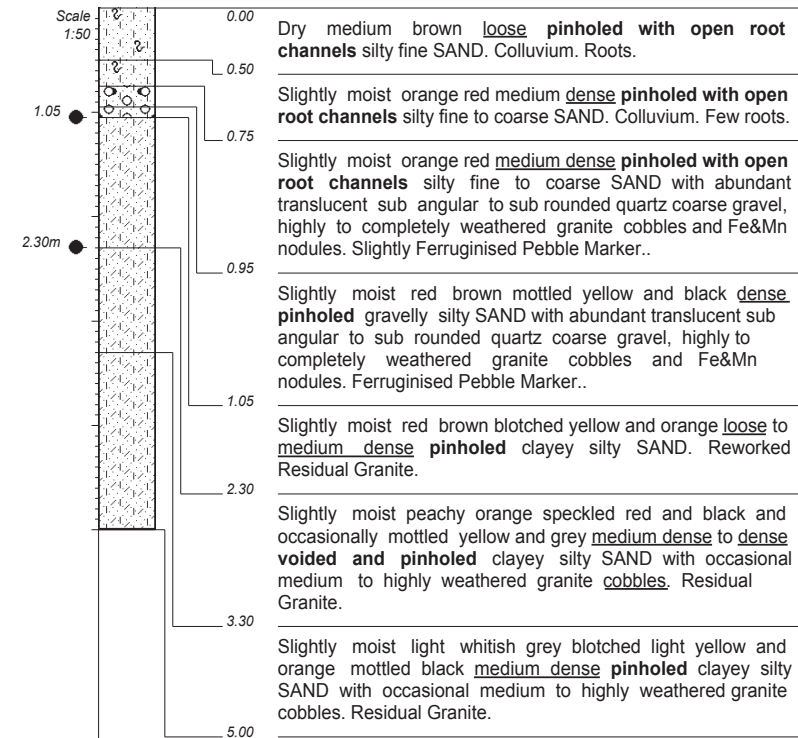 Scale
1:50
0.00
Dry medium brown loose pinholed with open root
channels silty fine SAND. Colluvium. Roots.
0.50
Slightly moist orange red medium dense pinholed with open
root channels silty fine to coarse SAND. Colluvium. Few roots.
1.05
0.75
Slightly moist orange red medium dense pinholed with open
root channels silty fine to coarse SAND with abundant
translucent sub angular to sub rounded quartz coarse gravel,
highly to completely weathered granite cobbles and Fe&Mn
nodules. Slightly Ferruginised Pebble Marker..
2.30m
0.95
Slightly moist red brown mottled yellow and black dense
pinholed gravelly silty SAND with abundant translucent sub
angular to sub rounded quartz coarse gravel, highly to
completely weathered granite cobbles and Fe&Mn
nodules. Ferruginised Pebble Marker..
1.05
Slightly moist red brown blotched yellow and orange loose to
medium dense pinholed clayey silty SAND. Reworked
Residual Granite.
2.30
Slightly moist peachy orange speckled red and black and
occasionally mottled yellow and grey medium dense to dense
voided and pinholed clayey silty SAND with occasional
medium to highly weathered granite cobbles. Residual
Granite.
3.30
Slightly moist light whitish grey blotched light yellow and
orange mottled black medium dense pinholed clayey silty
SAND with occasional medium to highly weathered granite
cobbles. Residual Granite.
5.00